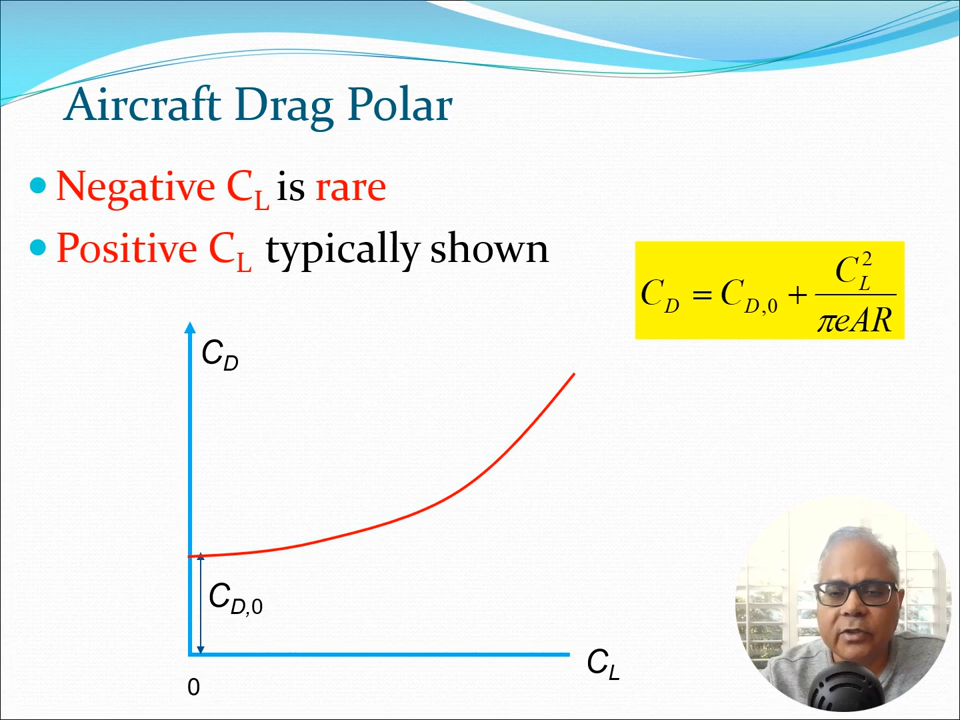 Aircraft Drag Polar
Negative C_L is rare
Positive C_L typically shown
C_D = C_{D,0} + C_L^2 / πeAR
C_D
C_{D,0}
C_L
0